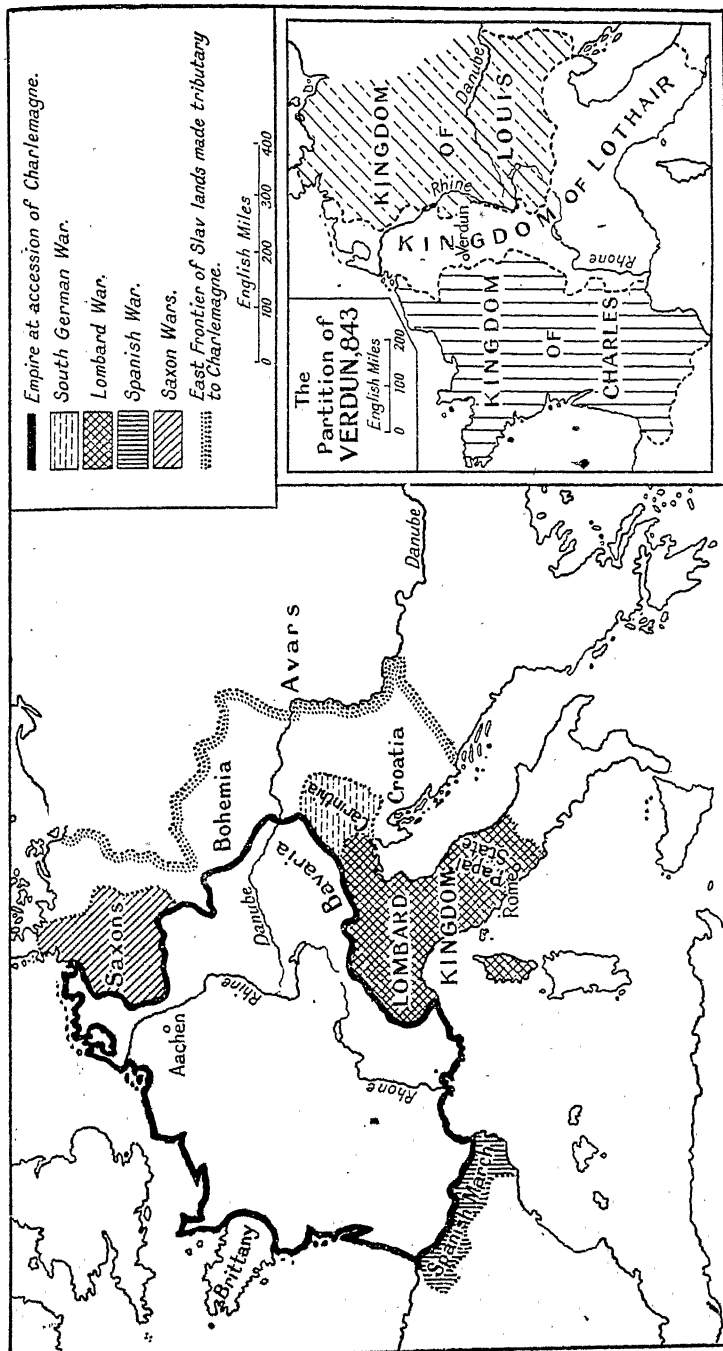 Empire at accession of Charlemagne.
South German War.
Lombard War.
Spanish War.
Saxon Wars.
East Frontier of Slav lands made tributary
to Charlemagne.
English Miles
0 100 200 300 400
The
Partition of
VERDUN, 843
English Miles
0 100 200
KINGDOM
OF
LOUIS
Danube
Rhine
Verdun
KINGDOM OF LOTHAIR
Rhone
KINGDOM
OF
CHARLES
Saxons
Bohemia
Avars
Aachen
Rhine
Danube
Bavaria
Carinthia
Croatia
Danube
Brittany
Rhone
LOMBARD
KINGDOM
Papal
State
Rome
Spanish March